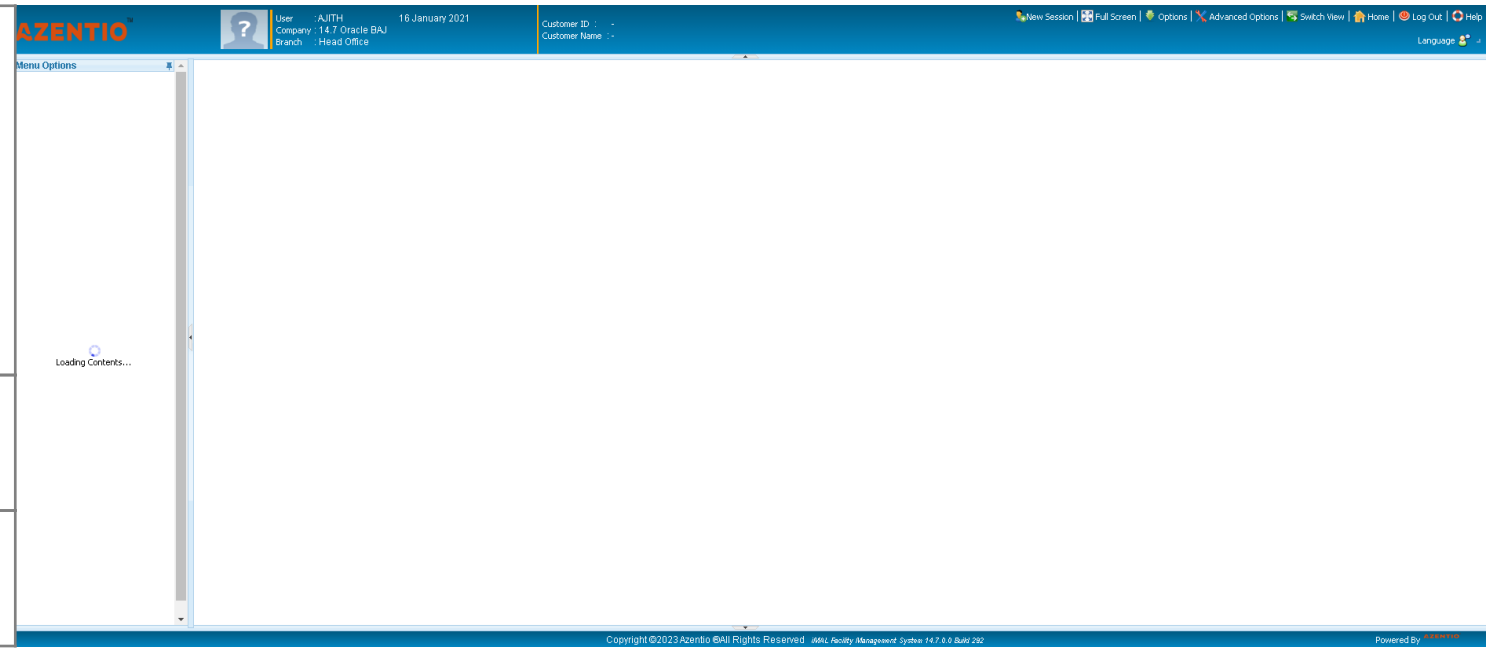 AZENTIO™
User : AJITH 16 January 2021
Company : 14.7 Oracle BAJ
Branch : Head Office
Customer ID : -
Customer Name : -
New Session | Full Screen | Options | Advanced Options | Switch View | Home | Log Out | Help
Language
Menu Options
Loading Contents...
Copyright ©2023 Azentio ®All Rights Reserved iMAL Facility Management System 14.7.0.0 Build 292
Powered By AZENTIO